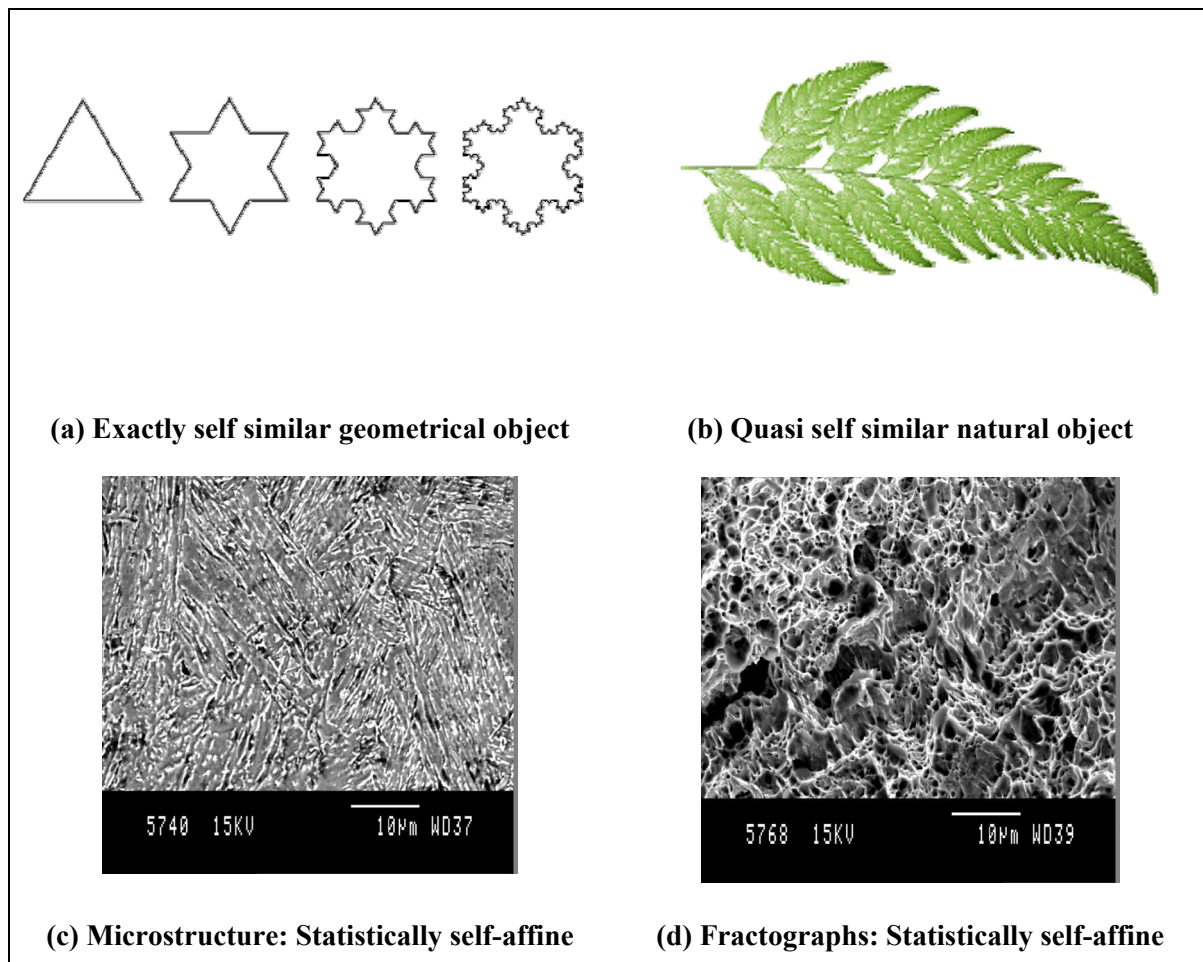 (a) Exactly self similar geometrical object
(b) Quasi self similar natural object
5740 15KV 10µm WD37
5768 15KV 10µm WD39
(c) Microstructure: Statistically self-affine
(d) Fractographs: Statistically self-affine